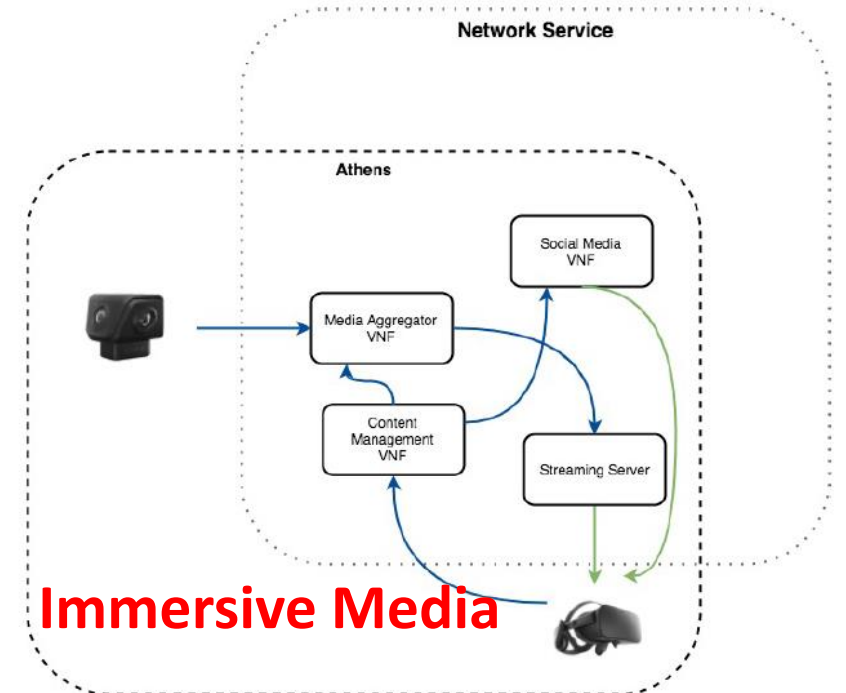 Network Service
Athens
Social Media
VNF
Media Aggregator
VNF
Content
Management
VNF
Streaming Server
Immersive Media